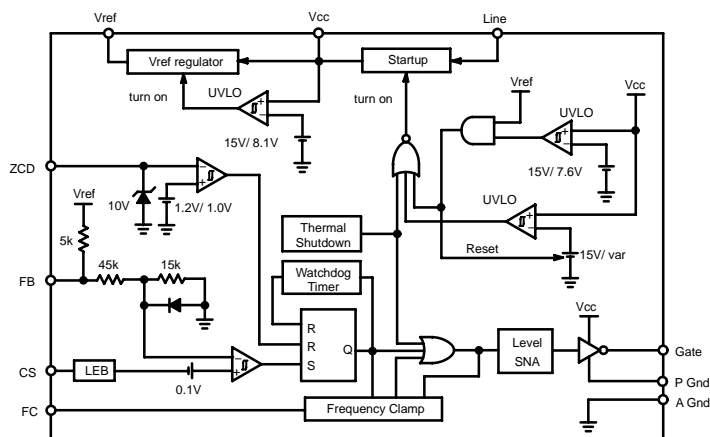 Vref
Vcc
Line
Vref regulator
Startup
turn on
UVLO
turn on
Vref
Vcc
UVLO
15V/ 8.1V
15V/ 7.6V
ZCD
Vref
10V
1.2V/ 1.0V
UVLO
5k
Thermal
Shutdown
Reset
15V/ var
FB
45k
15k
Watchdog
Timer
R
R
S
Q
Vcc
Level
SNA
Gate
CS
LEB
0.1V
P Gnd
A Gnd
FC
Frequency Clamp